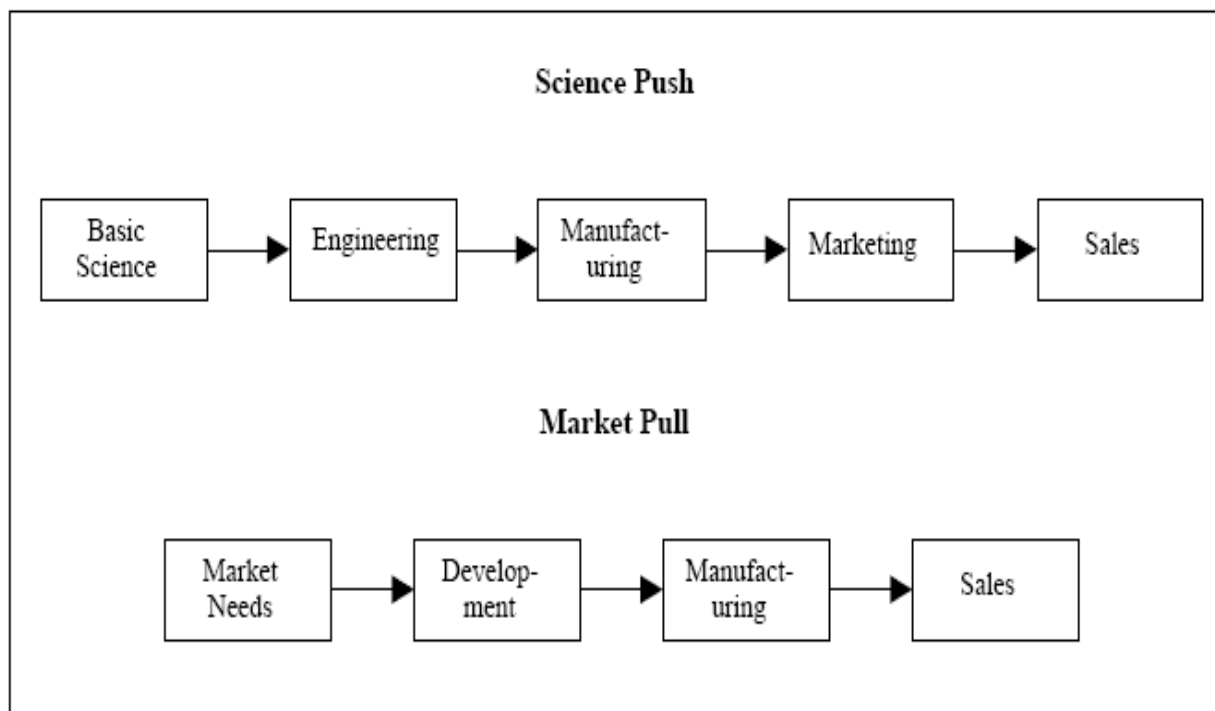 Science Push
Basic
Science
Engineering
Manufact-
uring
Marketing
Sales
Market Pull
Market
Needs
Develop-
ment
Manufact-
uring
Sales